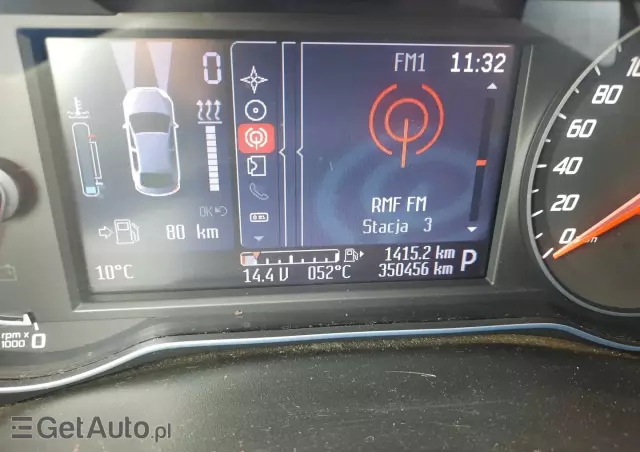 0
FM1 11:32
RMF FM
Stacja 3
OK
80 km
10°C
14.4 V 052°C
1415.2 km
350456 km
P
100
80
60
40
20
0
rpm x
1000
0
GetAuto.pl